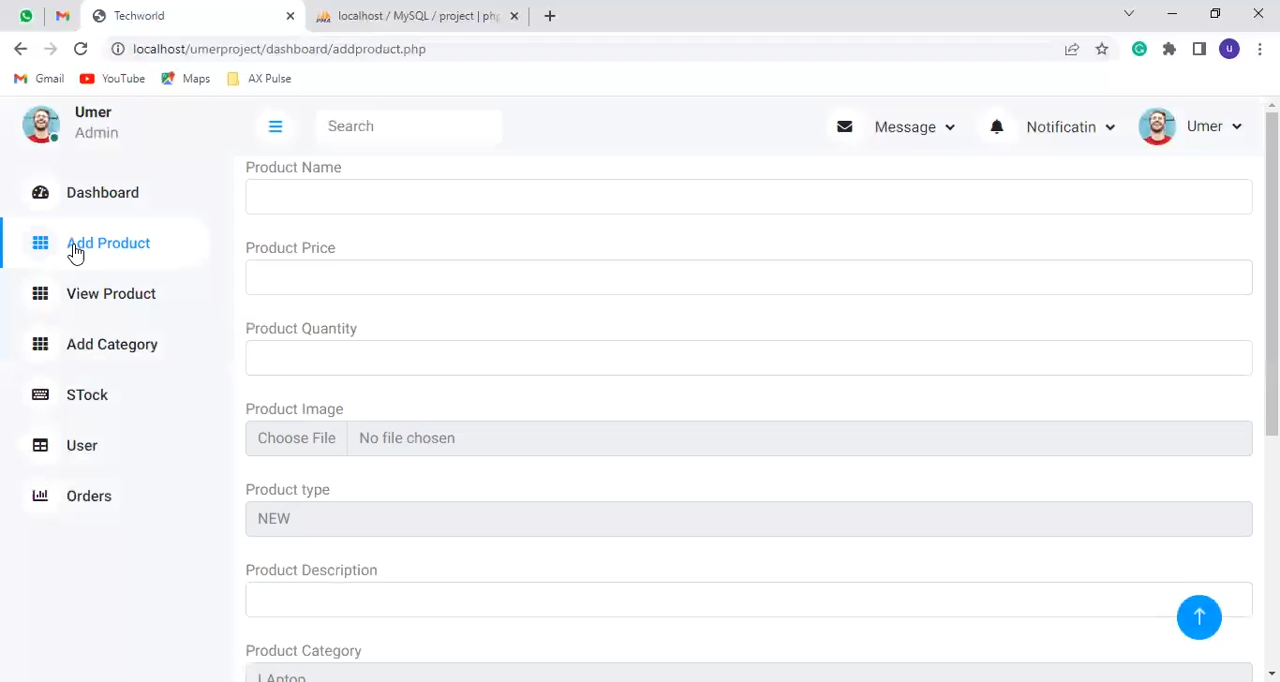 Techworld
localhost / MySQL / project | php
localhost/umerproject/dashboard/addproduct.php
u
Gmail
YouTube
Maps
AX Pulse
Umer
Admin
Search
Message
Notificatin
Umer
Dashboard
Add Product
View Product
Add Category
STock
User
Orders
Product Name
Product Price
Product Quantity
Product Image
Choose File
No file chosen
Product type
NEW
Product Description
Product Category
LAptop